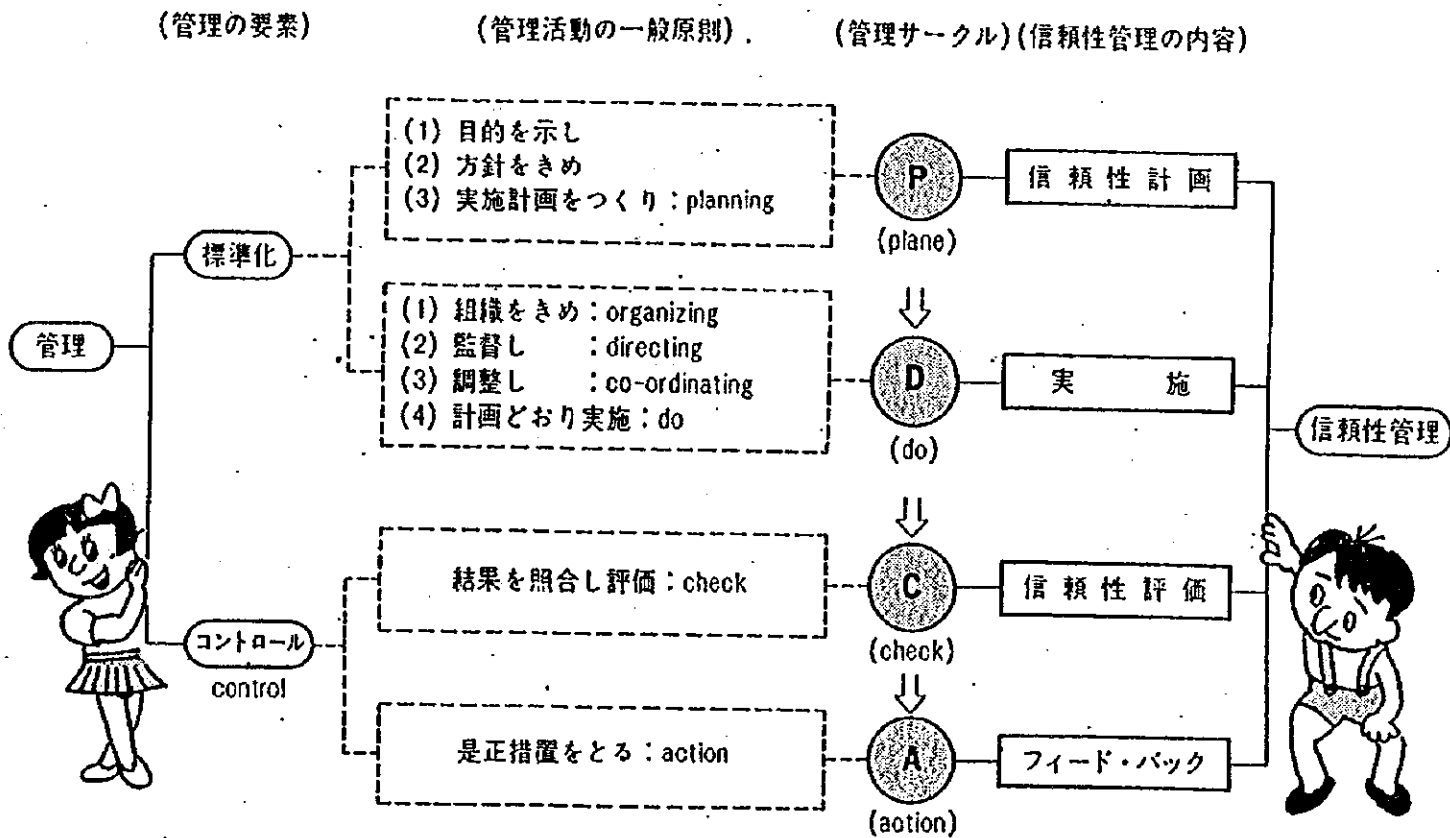 (管理の要素)
(管理活動の一般原則)
(管理サークル)
(信頼性管理の内容)
管理
標準化
(1) 目的を示し
(2) 方針をきめ
(3) 実施計画をつくり：planning
P
(plane)
信頼性計画
(1) 組織をきめ：organizing
(2) 監督し　　：directing
(3) 調整し　　：co-ordinating
(4) 計画どおり実施：do
D
(do)
実　施
信頼性管理
コントロール
control
結果を照合し評価：check
C
(check)
信頼性評価
是正措置をとる：action
A
(action)
フィード・バック